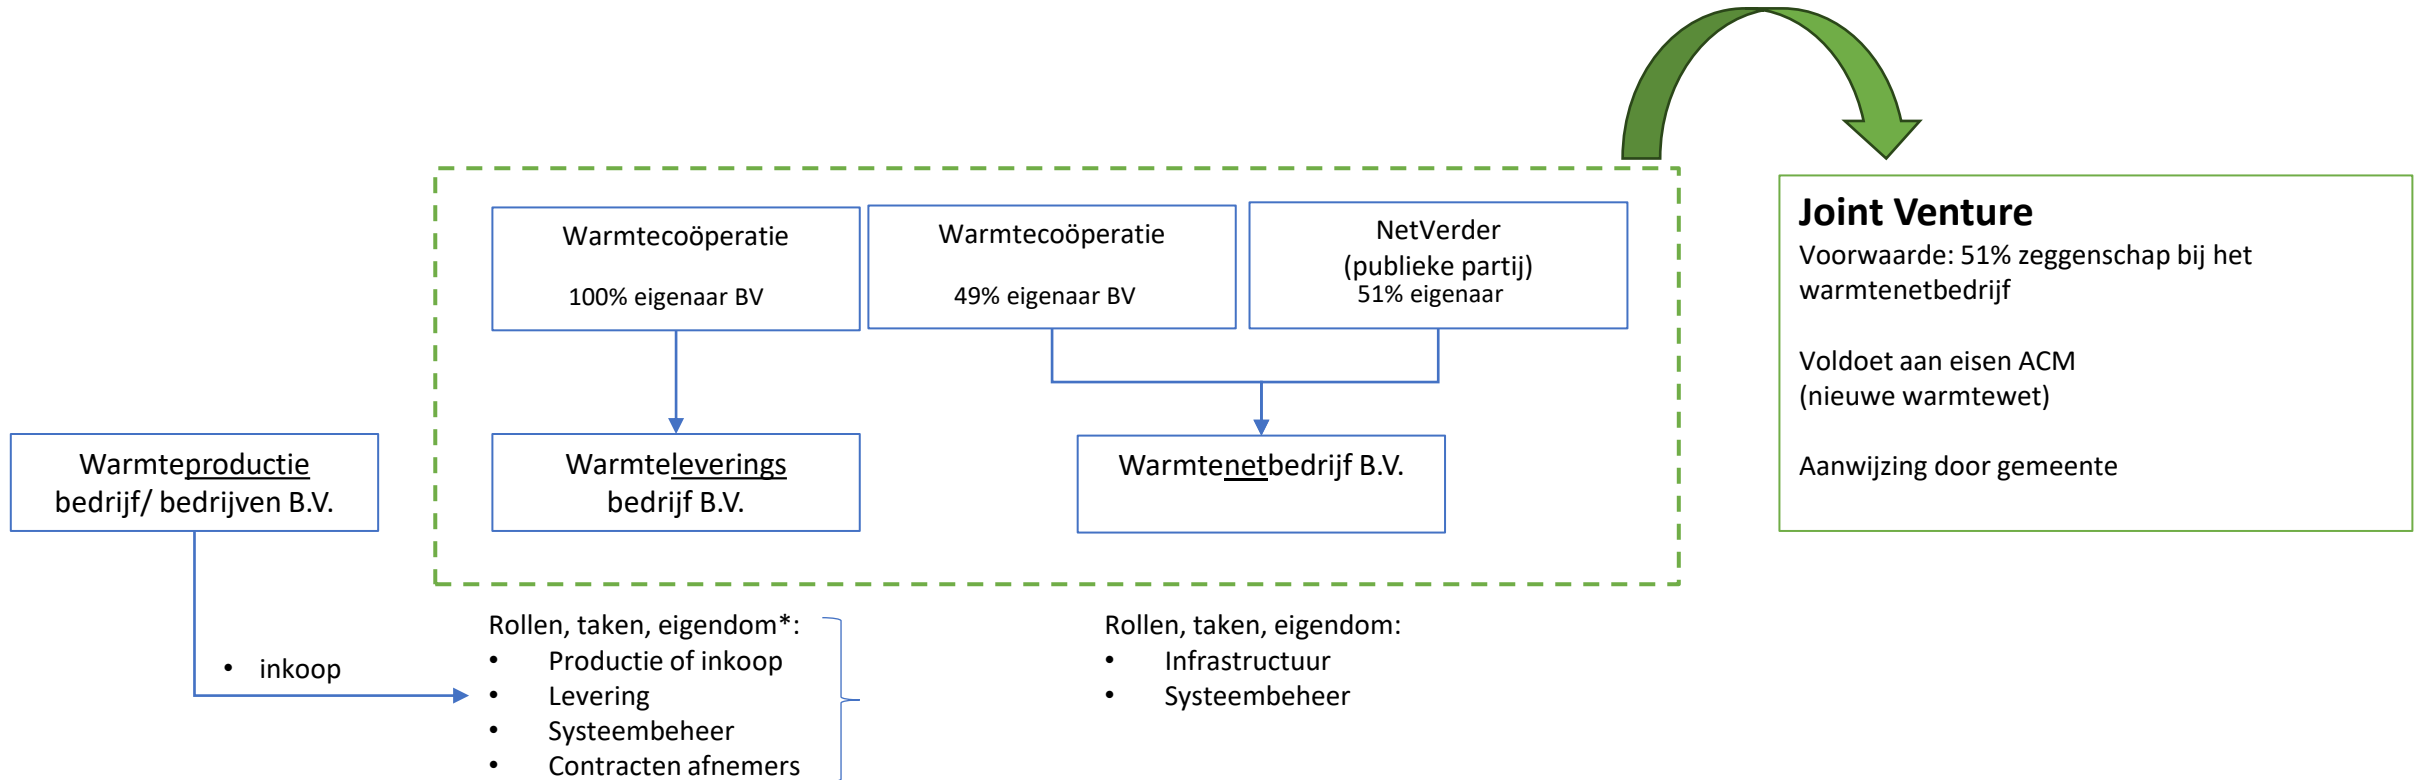 Warmtecoöperatie
100% eigenaar BV
Warmtecoöperatie
49% eigenaar BV
NetVerder
(publieke partij)
51% eigenaar
Joint Venture
Voorwaarde: 51% zeggenschap bij het
warmtenetbedrijf
Voldoet aan eisen ACM
(nieuwe warmtewet)
Aanwijzing door gemeente
Warmteproductie
bedrijf/ bedrijven B.V.
Warmteleverings
bedrijf B.V.
Warmtenetbedrijf B.V.
• inkoop
Rollen, taken, eigendom*:
• Productie of inkoop
• Levering
• Systeembeheer
• Contracten afnemers
Rollen, taken, eigendom:
• Infrastructuur
• Systeembeheer